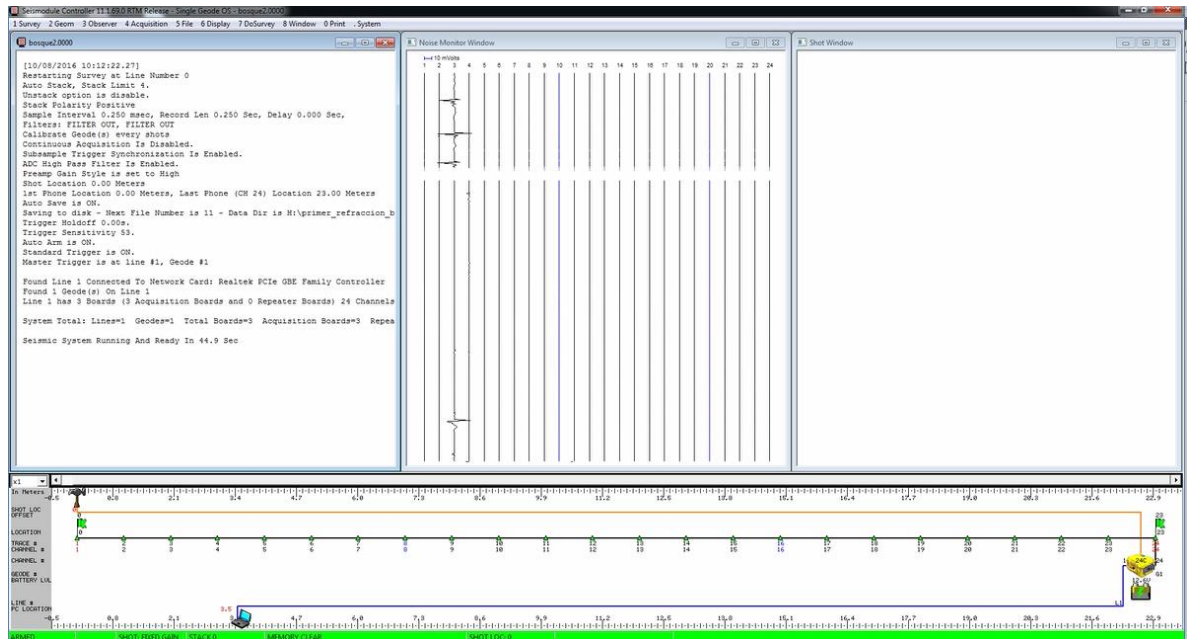 Seismodule Controller 11.1.69.0 RTM Release - Single Geode OS - bosque2.0000
1 Survey 2 Geom 3 Observer 4 Acquisition 5 File 6 Display 7 DoSurvey 8 Window 0 Print . System
bosque2.0000
[10/08/2016 10:12:22.27]
Restarting Survey at Line Number 0
Auto Stack, Stack Limit 4.
Unstack option is disable.
Stack Polarity Positive
Sample Interval 0.250 msec, Record Len 0.250 Sec, Delay 0.000 Sec,
Filters: FILTER OUT, FILTER OUT
Calibrate Geode(s) every shots
Continuous Acquisition Is Disabled.
Subsample Trigger Synchronization Is Enabled.
ADC High Pass Filter Is Enabled.
Preamp Gain Style is set to High
Shot Location 0.00 Meters
1st Phone Location 0.00 Meters, Last Phone (CH 24) Location 23.00 Meters
Auto Save is ON.
Saving to disk - Next File Number is 11 - Data Dir is H:\primer_refraccion_b
Trigger Holdoff 0.00s.
Trigger Sensitivity 53.
Auto Arm is ON.
Standard Trigger is ON.
Master Trigger is at line #1, Geode #1
Found Line 1 Connected To Network Card: Realtek PCIe GBE Family Controller
Found 1 Geode(s) On Line 1
Line 1 has 3 Boards (3 Acquisition Boards and 0 Repeater Boards) 24 Channels
System Total: Lines=1 Geodes=1 Total Boards=3 Acquisition Boards=3 Repea
Seismic System Running And Ready In 44.9 Sec
Noise Monitor Window
10 mVolts
1 2 3 4 5 6 7 8 9 10 11 12 13 14 15 16 17 18 19 20 21 22 23 24
Shot Window
x1
In Meters
-0.5 0.8 2.1 3.4 4.7 6.0 7.3 8.6 9.9 11.2 12.5 13.8 15.1 16.4 17.7 19.0 20.3 21.6 22.9
SHOT LOC
OFFSET
0 23
LOCATION
0 23
TRACE #
CHANNEL #
1 2 3 4 5 6 7 8 9 10 11 12 13 14 15 16 17 18 19 20 21 22 23
CHANNEL #
1 24C 24
GEODE #
BATTERY LVL
G1
LINE #
PC LOCATION
3.5
L1
-0.5 0.8 2.1 4.7 6.0 7.3 8.6 9.9 11.2 12.5 13.8 15.1 16.4 17.7 19.0 20.3 21.6 22.9
ARMED SHOT: FIXED GAIN STACK 0 MEMORY CLEAR SHOT LOC: 0